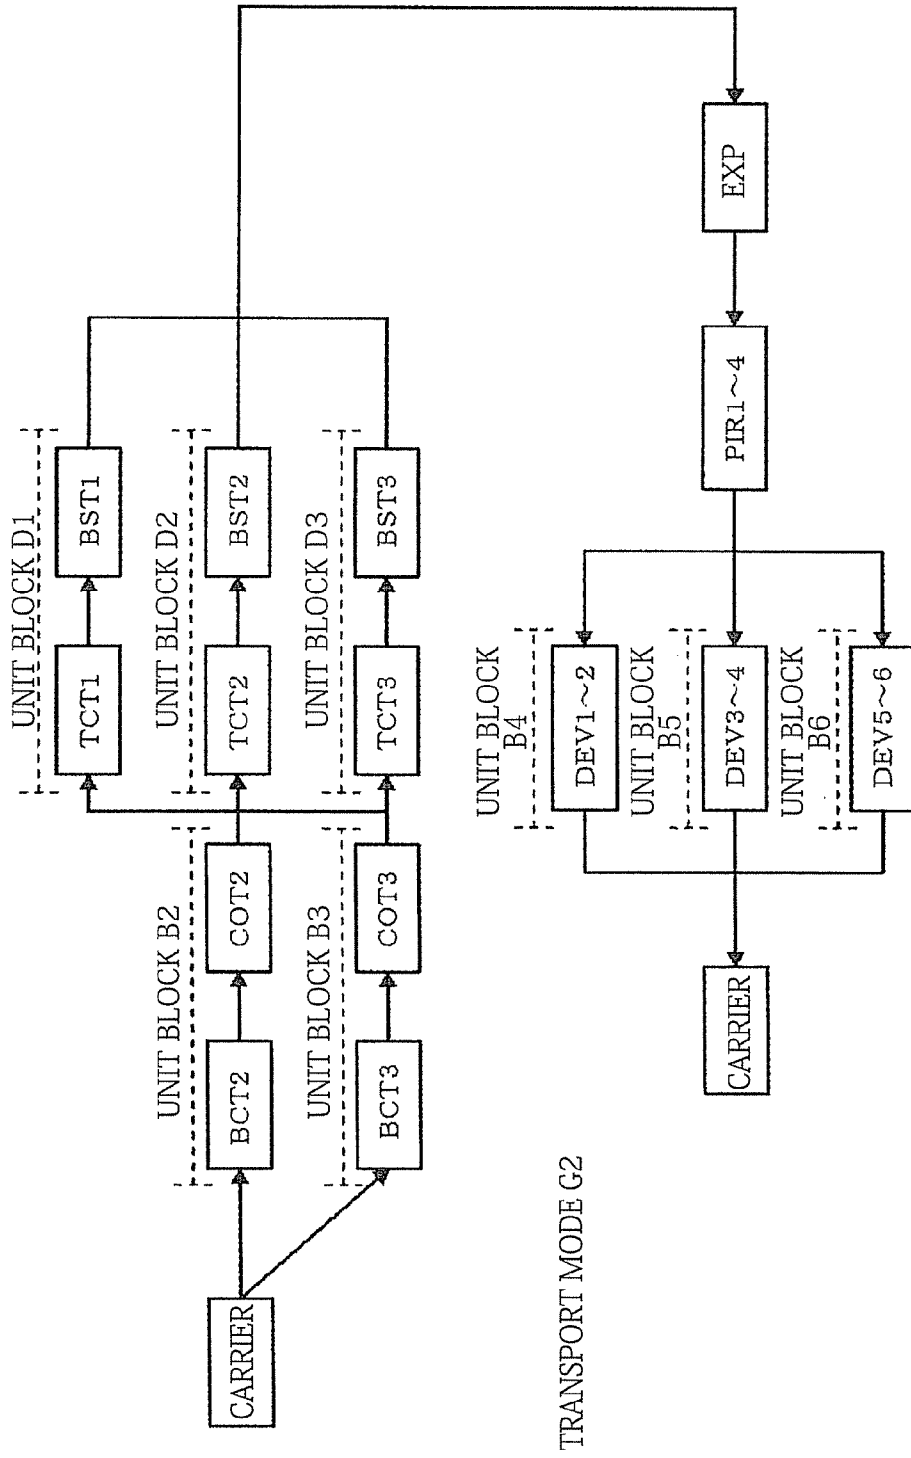 UNIT BLOCK D1
TCT1
BST1
UNIT BLOCK B2
UNIT BLOCK D2
CARRIER
BCT2
COT2
TCT2
BST2
UNIT BLOCK B3
UNIT BLOCK D3
BCT3
COT3
TCT3
BST3
UNIT BLOCK
B4
DEV1~2
UNIT BLOCK
B5
CARRIER
DEV3~4
PIR1~4
EXP
UNIT BLOCK
B6
DEV5~6
TRANSPORT MODE G2